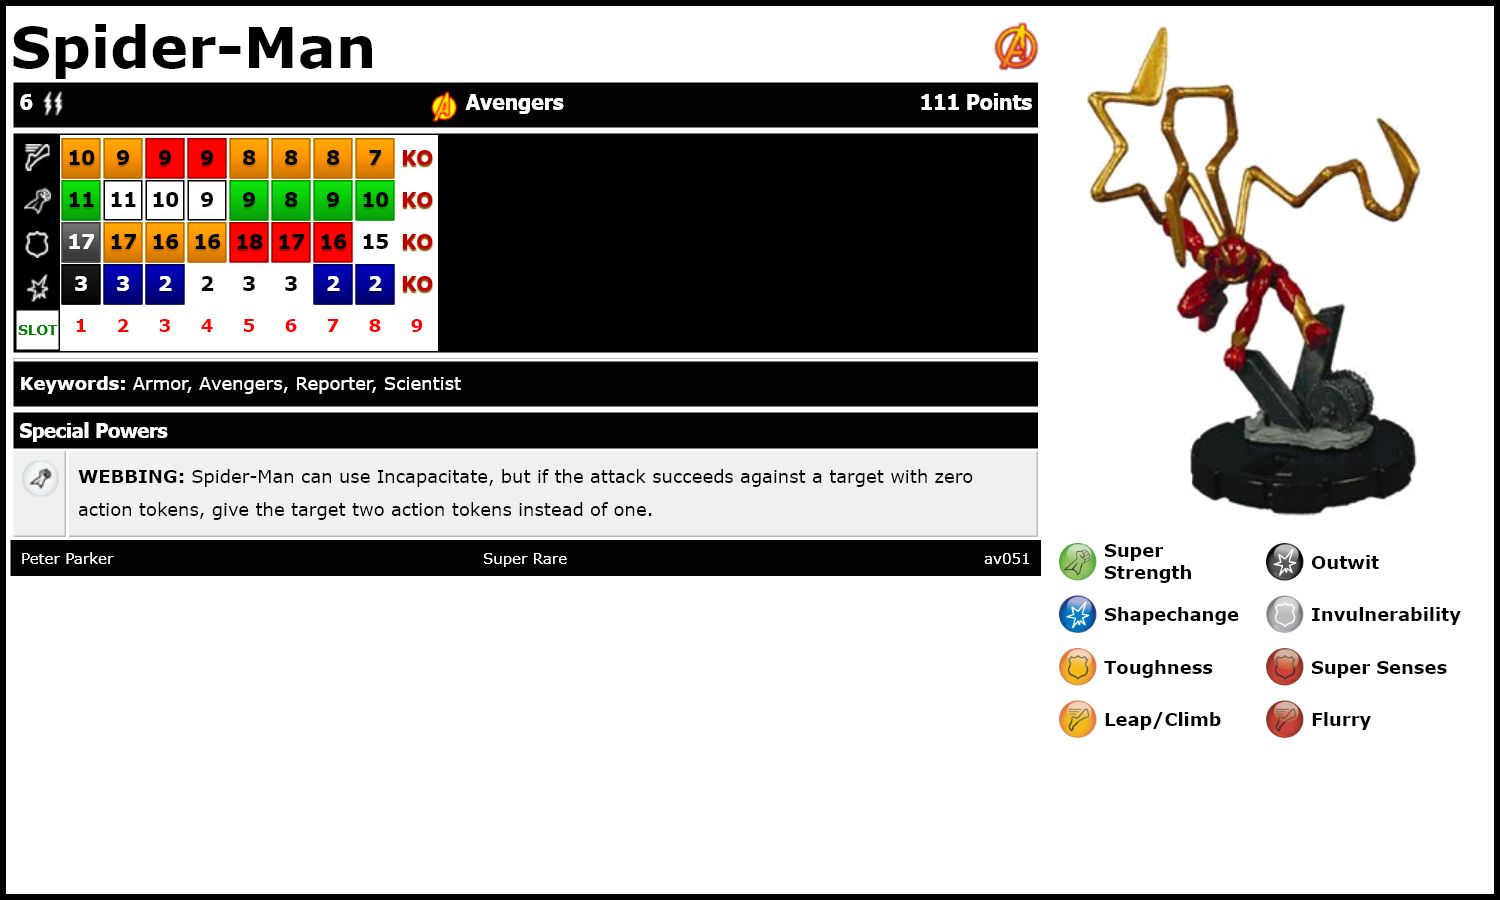 Spider-Man
6 Avengers 111 Points
10 9 9 9 8 8 8 7 KO
11 11 10 9 9 8 9 10 KO
17 17 16 16 18 17 16 15 KO
3 3 2 2 3 3 2 2 KO
SLOT 1 2 3 4 5 6 7 8 9
Keywords: Armor, Avengers, Reporter, Scientist
Special Powers
WEBBING: Spider-Man can use Incapacitate, but if the attack succeeds against a target with zero
action tokens, give the target two action tokens instead of one.
Peter Parker Super Rare av051
Super
Strength
Outwit
Shapechange
Invulnerability
Toughness
Super Senses
Leap/Climb
Flurry